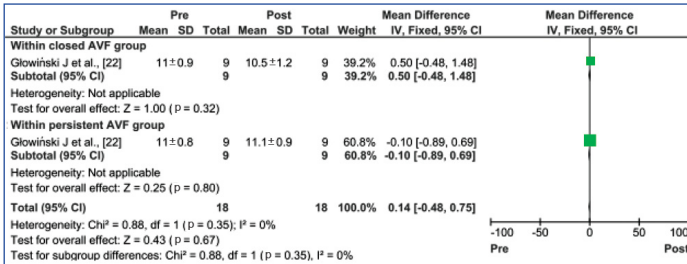 Pre Post Mean Difference Mean Difference
Study or Subgroup Mean SD Total Mean SD Total Weight IV, Fixed, 95% CI IV, Fixed, 95% CI
Within closed AVF group
Głowiński J et al., [22] 11±0.9 9 10.5±1.2 9 39.2% 0.50 [-0.48, 1.48]
Subtotal (95% CI) 9 9 39.2% 0.50 [-0.48, 1.48]
Heterogeneity: Not applicable
Test for overall effect: Z = 1.00 (p = 0.32)
Within persistent AVF group
Głowiński J et al., [22] 11±0.8 9 11.1±0.9 9 60.8% -0.10 [-0.89, 0.69]
Subtotal (95% CI) 9 9 60.8% -0.10 [-0.89, 0.69]
Heterogeneity: Not applicable
Test for overall effect: Z = 0.25 (p = 0.80)
Total (95% CI) 18 18 100.0% 0.14 [-0.48, 0.75]
Heterogeneity: Chi² = 0.88, df = 1 (p = 0.35); I² = 0%
Test for overall effect: Z = 0.43 (p = 0.67)
Test for subgroup differences: Chi² = 0.88, df = 1 (p = 0.35), I² = 0%
-100 -50 0 50 100
Pre Post